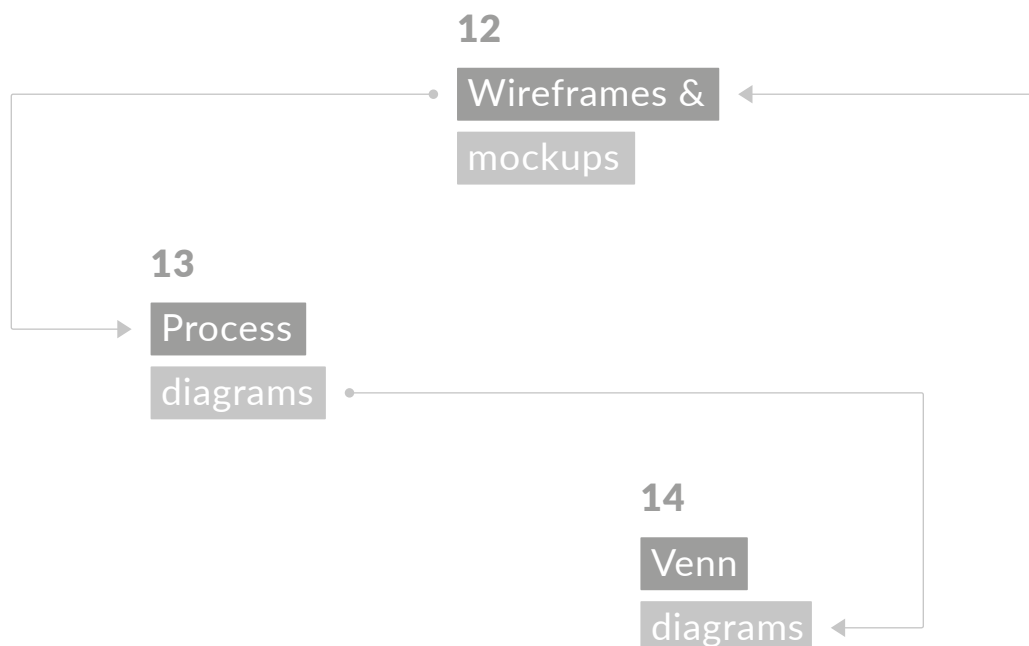 12
Wireframes &
mockups
13
Process
diagrams
14
Venn
diagrams